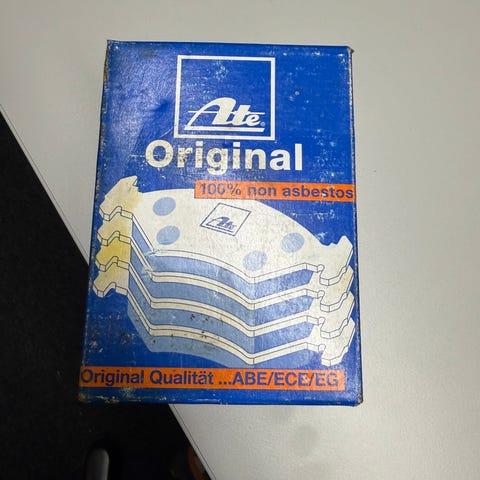 Ate®
Original
100% non asbestos
Ate
Original Qualität ...ABE/ECE/EG